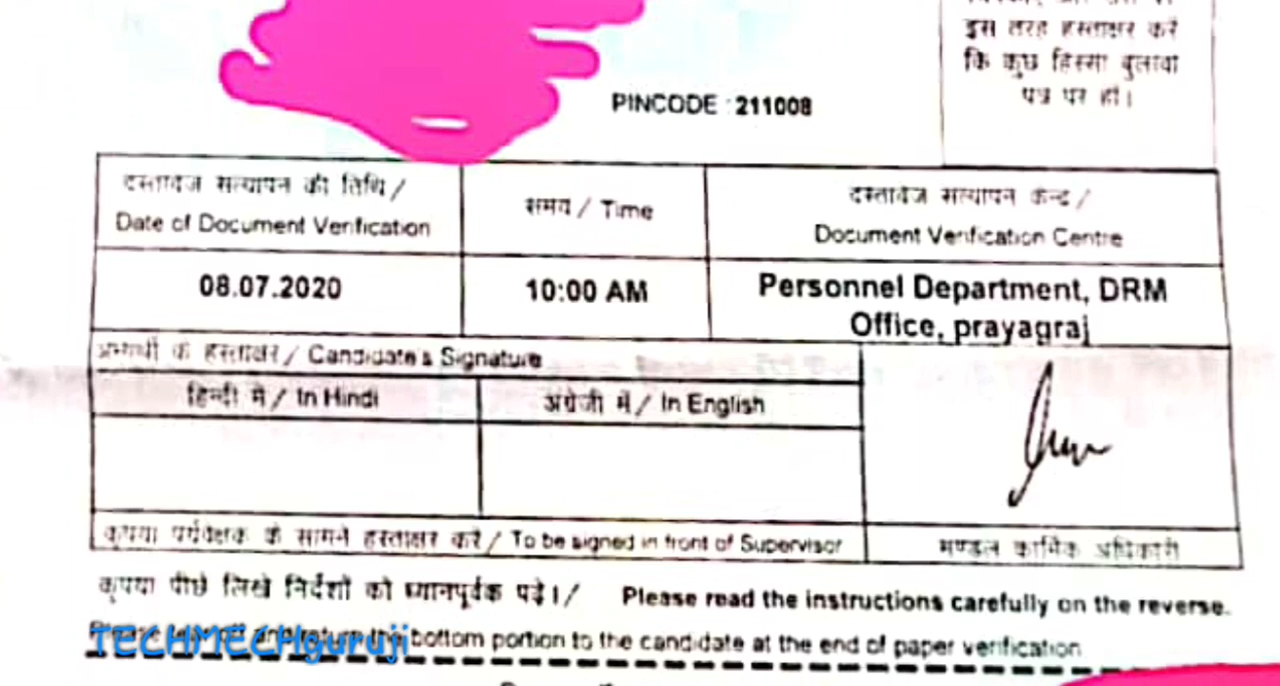 इस तरह हस्ताक्षर करें
कि कुछ हिस्सा बुलावा
पत्र पर हो।
PINCODE : 211008
दस्तावेज सत्यापन की तिथि /
Date of Document Verification
समय / Time
दस्तावेज सत्यापन केन्द्र /
Document Verification Centre
08.07.2020
10:00 AM
Personnel Department, DRM
Office, prayagraj
अभ्यर्थी के हस्ताक्षर / Candidate's Signature
हिन्दी में / In Hindi
अंग्रेजी में / In English
कृपया पर्यवेक्षक के सामने हस्ताक्षर करें / To be signed in front of Supervisor
मण्डल कार्मिक अधिकारी
कृपया पीछे लिखे निर्देशों को ध्यानपूर्वक पढ़ें।/ Please read the instructions carefully on the reverse.
TECHMECHguruji
the bottom portion to the candidate at the end of paper verification